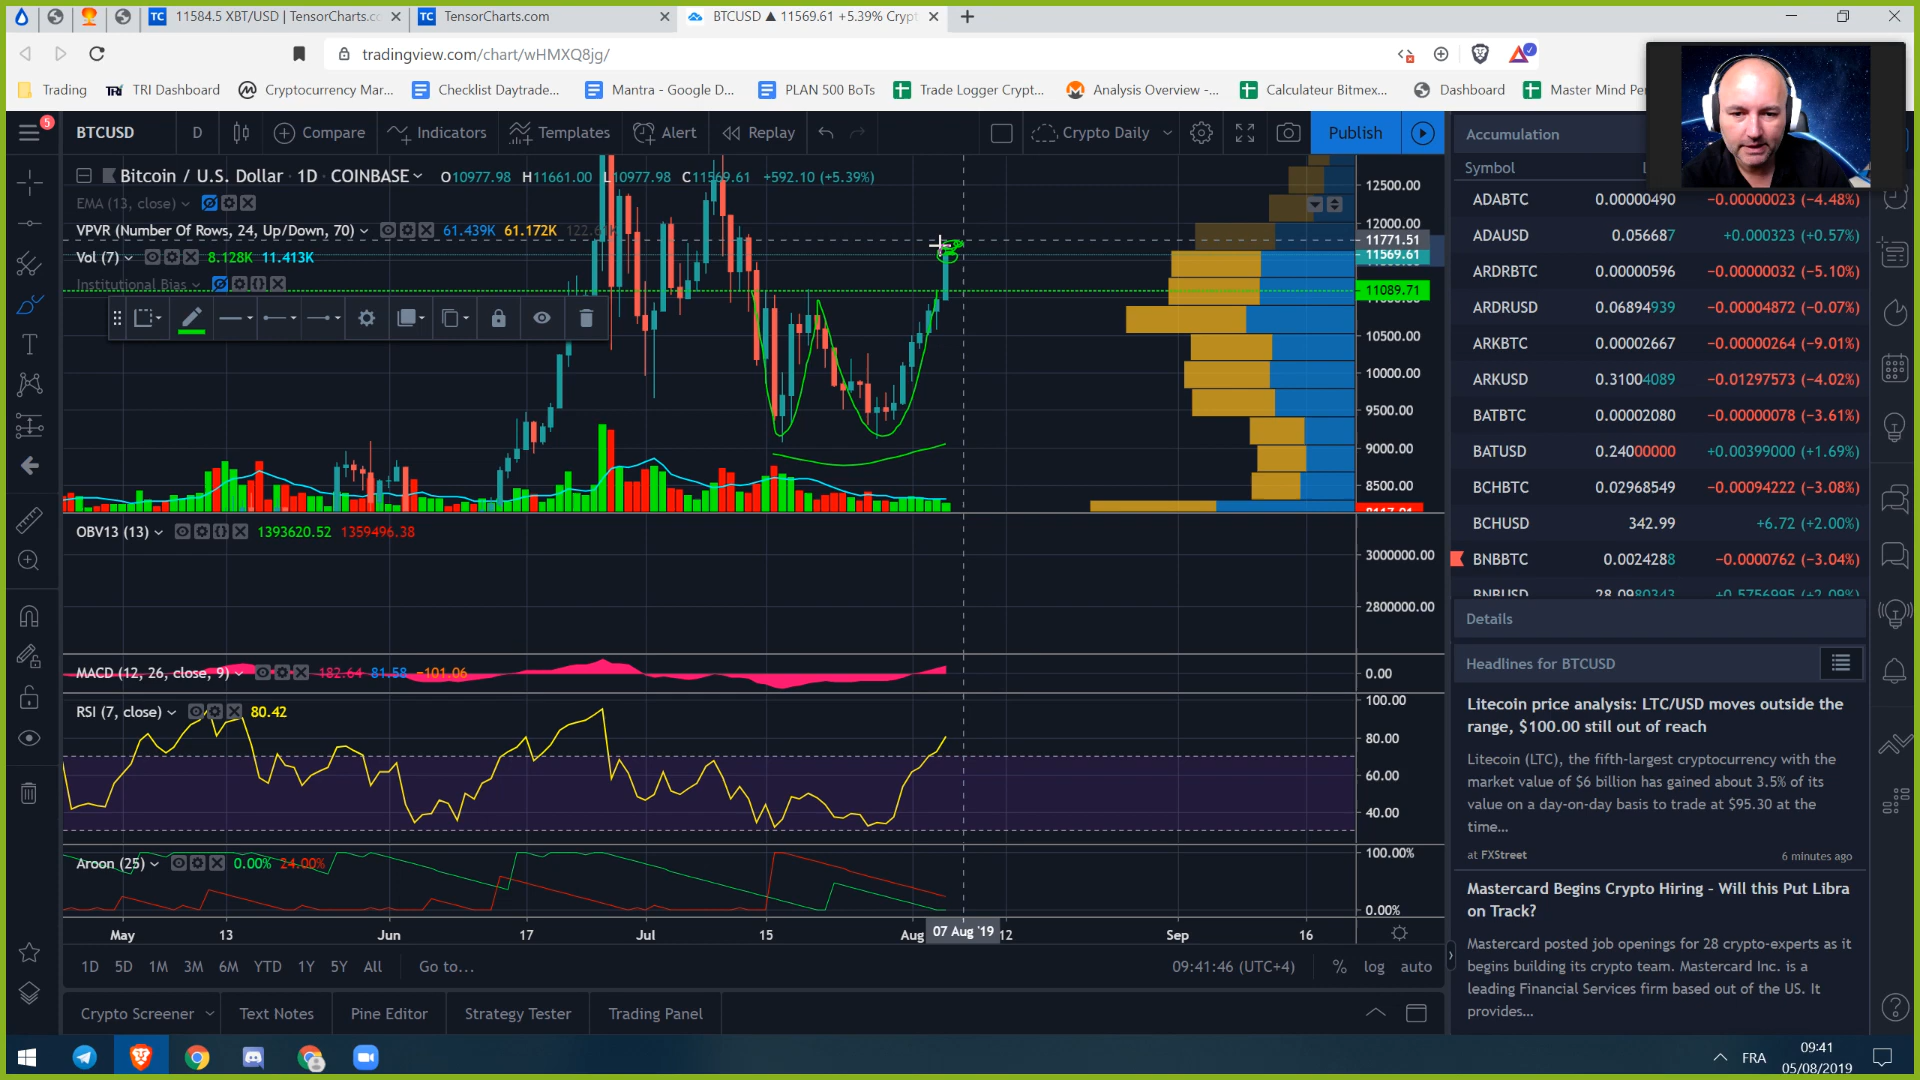 11584.5 XBT/USD | TensorCharts.co
TensorCharts.com
BTCUSD ▲ 11569.61 +5.39% Crypt
tradingview.com/chart/wHMXQ8jg/
Trading
TRI Dashboard
Cryptocurrency Mar...
Checklist Daytrade...
Mantra - Google D...
PLAN 500 BoTs
Trade Logger Crypt...
Analysis Overview -...
Calculateur Bitmex...
Dashboard
Master Mind Pe
5
BTCUSD
D
Compare
Indicators
Templates
Alert
Replay
Crypto Daily
Publish
Bitcoin / U.S. Dollar · 1D · COINBASE
O10977.98 H11661.00 L10977.98 C11569.61 +592.10 (+5.39%)
EMA (13, close)
VPVR (Number Of Rows, 24, Up/Down, 70) 61.439K 61.172K
Vol (7) 8.128K 11.413K
Institutional Bias
12500.00
12000.00
11771.51
11569.61
11089.71
10500.00
10000.00
9500.00
9000.00
8500.00
OBV13 (13) 1393620.52 1359496.38
3000000.00
2800000.00
MACD (12, 26, close, 9) 182.64 81.58 −101.06
0.00
RSI (7, close) 80.42
100.00
80.00
60.00
40.00
Aroon (25) 0.00% 24.00%
100.00%
0.00%
May 13 Jun 17 Jul 15 Aug 07 Aug '19 12 Sep 16
1D 5D 1M 3M 6M YTD 1Y 5Y All Go to...
09:41:46 (UTC+4) % log auto
Crypto Screener
Text Notes
Pine Editor
Strategy Tester
Trading Panel
Accumulation
Symbol L
ADABTC 0.00000490 −0.00000023 (−4.48%)
ADAUSD 0.056687 +0.000323 (+0.57%)
ARDRBTC 0.00000596 −0.00000032 (−5.10%)
ARDRUSD 0.06894939 −0.00004872 (−0.07%)
ARKBTC 0.00002667 −0.00000264 (−9.01%)
ARKUSD 0.31004089 −0.01297573 (−4.02%)
BATBTC 0.00002080 −0.00000078 (−3.61%)
BATUSD 0.24000000 +0.00399000 (+1.69%)
BCHBTC 0.02968549 −0.00094222 (−3.08%)
BCHUSD 342.99 +6.72 (+2.00%)
BNBBTC 0.0024288 −0.0000762 (−3.04%)
BNBUSD 28.0980343 +0.5756995 (+2.09%)
Details
Headlines for BTCUSD
Litecoin price analysis: LTC/USD moves outside the
range, $100.00 still out of reach
Litecoin (LTC), the fifth-largest cryptocurrency with the
market value of $6 billion has gained about 3.5% of its
value on a day-on-day basis to trade at $95.30 at the
time...
at FXStreet
6 minutes ago
Mastercard Begins Crypto Hiring - Will this Put Libra
on Track?
Mastercard posted job openings for 28 crypto-experts as it
begins building its crypto team. Mastercard Inc. is a
leading Financial Services firm based out of the US. It
provides...
FRA
09:41
05/08/2019